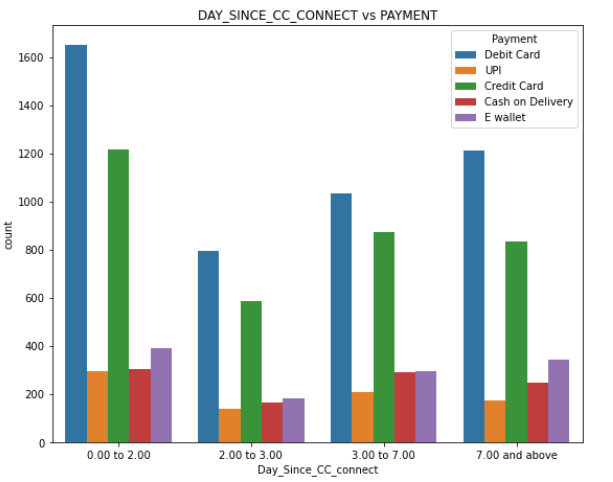 DAY_SINCE_CC_CONNECT vs PAYMENT
Payment
Debit Card
UPI
Credit Card
Cash on Delivery
E wallet
count
1600
1400
1200
1000
800
600
400
200
0
0.00 to 2.00
2.00 to 3.00
3.00 to 7.00
7.00 and above
Day_Since_CC_connect